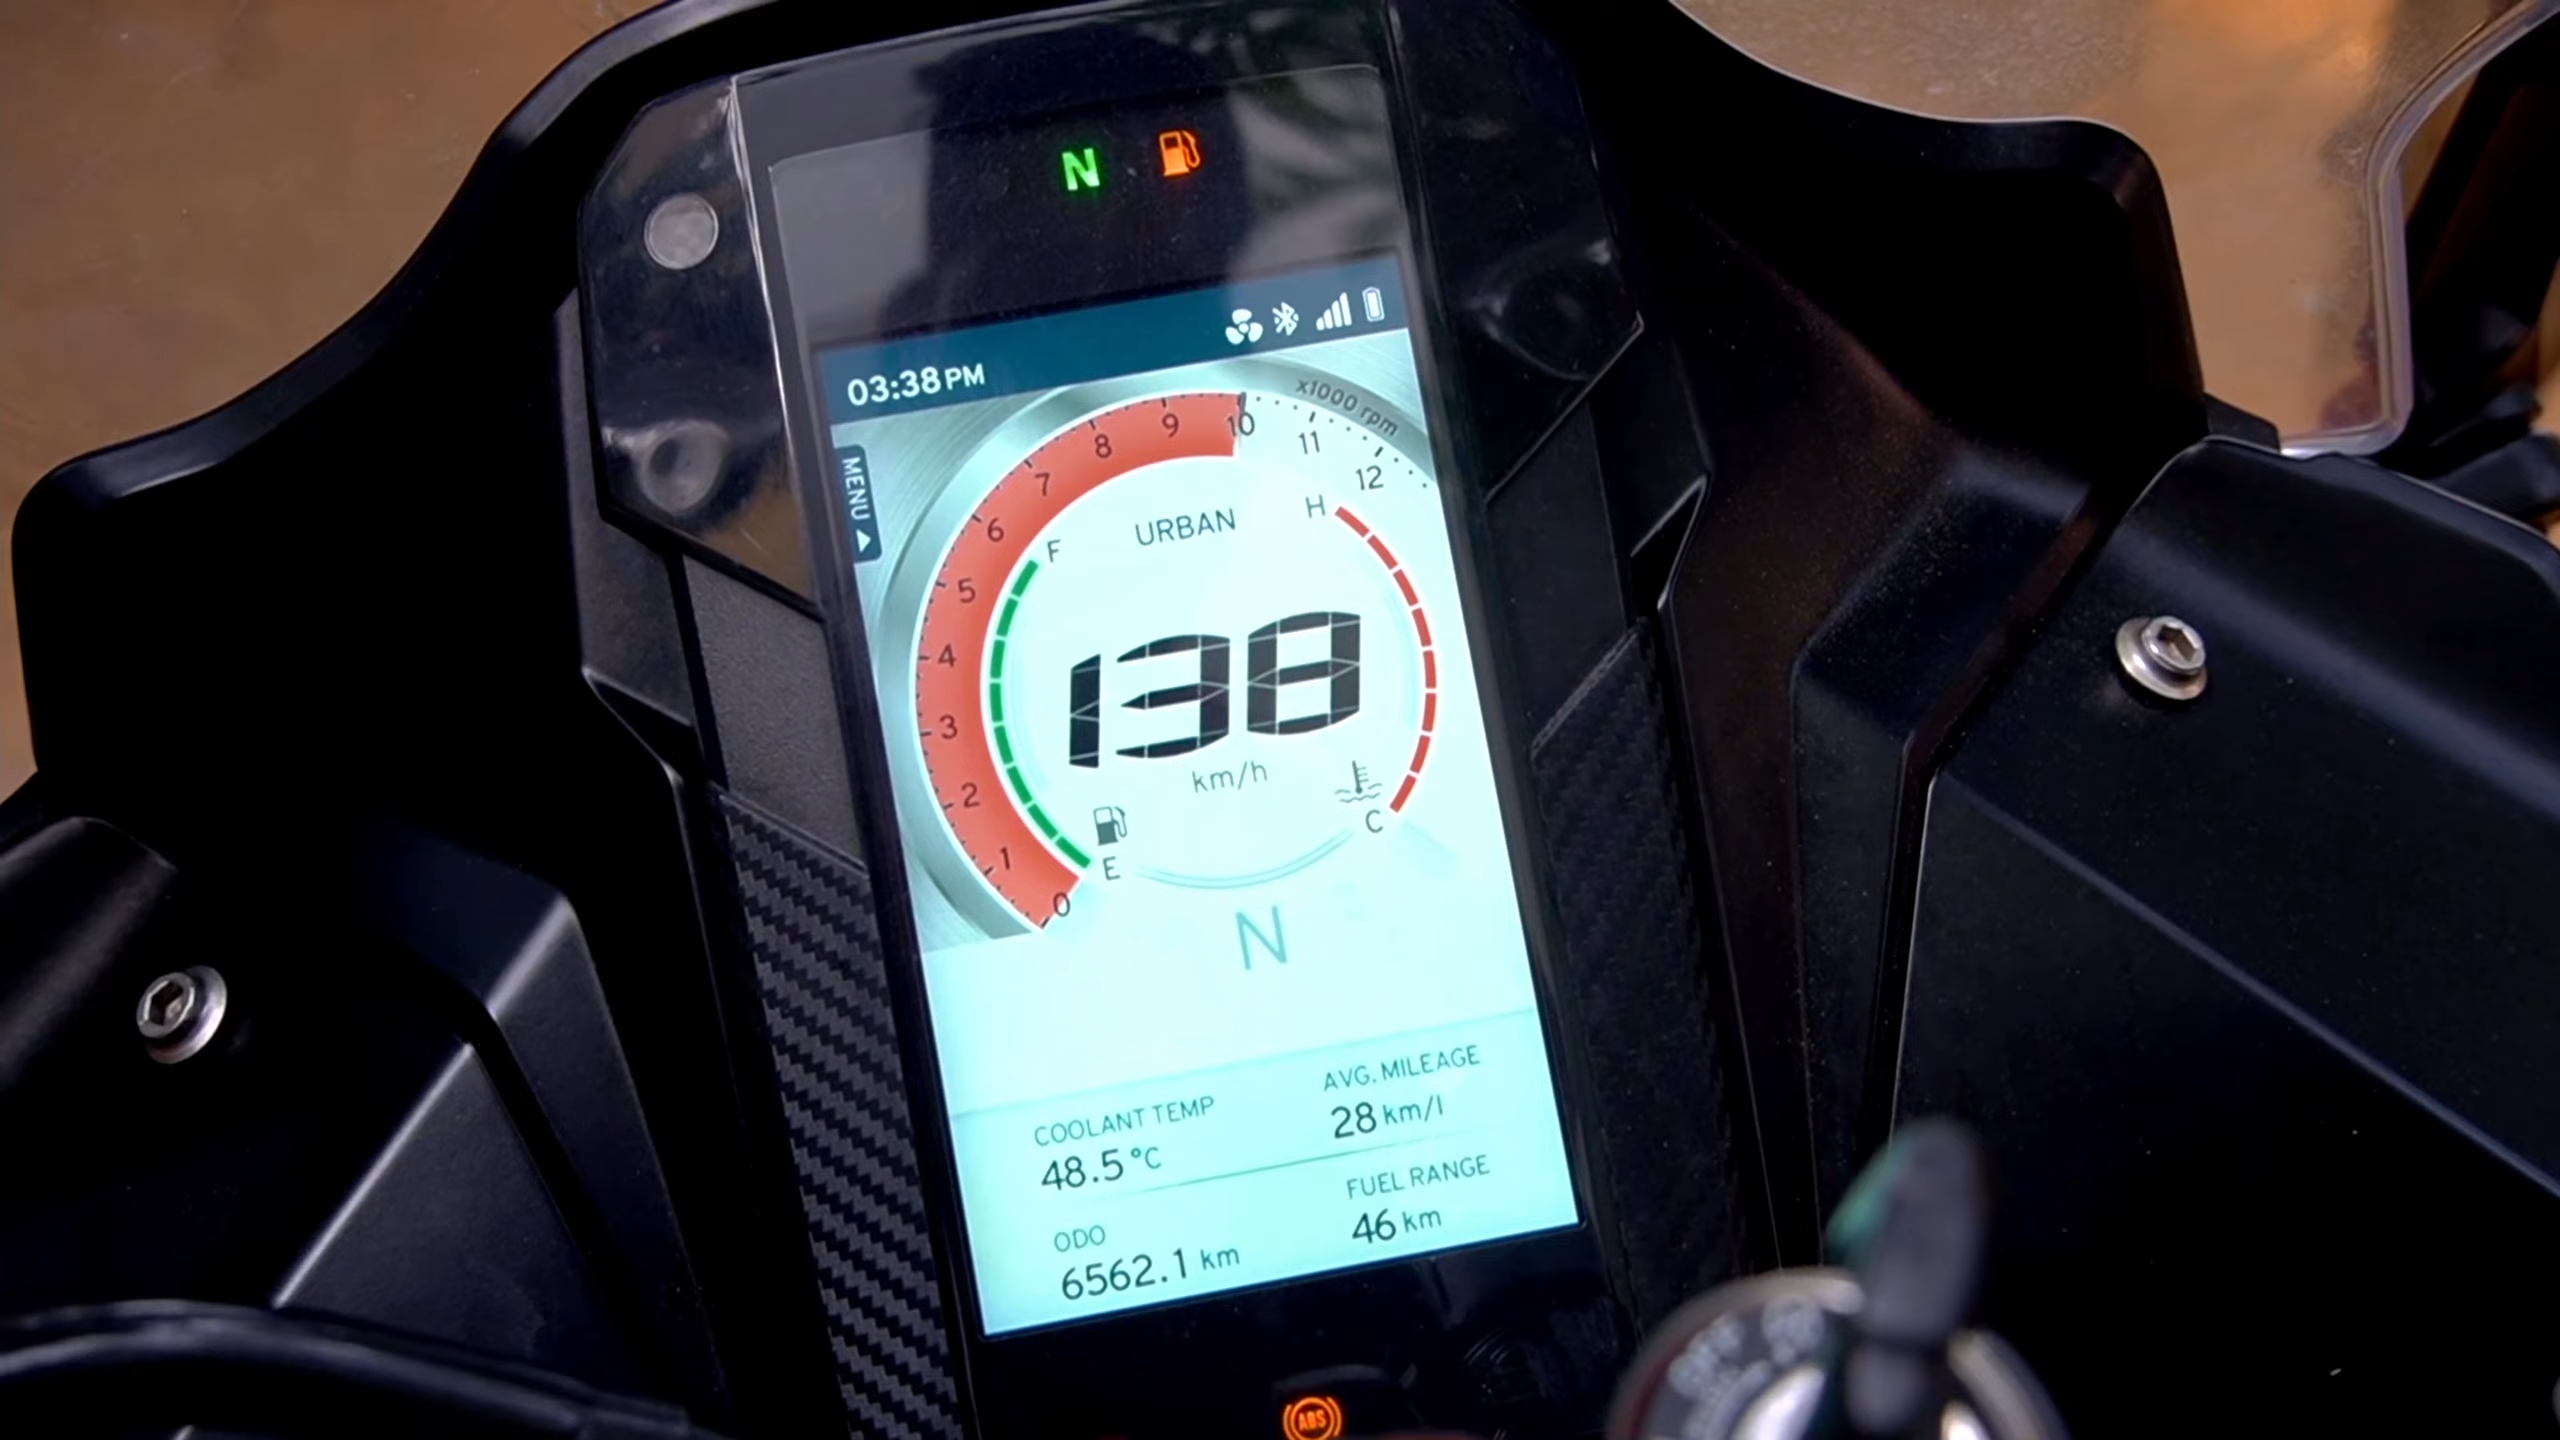 N
03:38 PM
MENU
x1000 rpm
0 1 2 3 4 5 6 7 8 9 10 11 12
URBAN
F
H
138
km/h
E
C
N
COOLANT TEMP
48.5 °C
AVG. MILEAGE
28 km/l
ODO
6562.1 km
FUEL RANGE
46 km
ABS